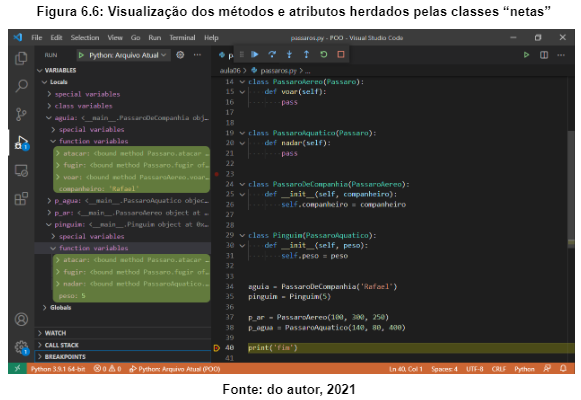 Figura 6.6: Visualização dos métodos e atributos herdados pelas classes “netas”
File Edit Selection View Go Run Terminal Help
passaros.py - POO - Visual Studio Code
RUN
Python: Arquivo Atual
VARIABLES
Locals
special variables
class variables
aguia: <__main__.PassaroDeCompanhia obj…
special variables
function variables
atacar: <bound method Passaro.atacar …
fugir: <bound method Passaro.fugir of…
voar: <bound method PassaroAereo.voar…
companheiro: 'Rafael'
p_agua: <__main__.PassaroAquatico objec…
p_ar: <__main__.PassaroAereo object at …
pinguim: <__main__.Pinguim object at 0x…
special variables
function variables
atacar: <bound method Passaro.atacar …
fugir: <bound method Passaro.fugir of…
nadar: <bound method PassaroAquatico.…
peso: 5
Globals
WATCH
CALL STACK
BREAKPOINTS
aula06 > passaros.py > ...
14 class PassaroAereo(Passaro):
15 def voar(self):
16 pass
17
18
19 class PassaroAquatico(Passaro):
20 def nadar(self):
21 pass
22
23
24 class PassaroDeCompanhia(PassaroAereo):
25 def __init__(self, companheiro):
26 self.companheiro = companheiro
27
28
29 class Pinguim(PassaroAquatico):
30 def __init__(self, peso):
31 self.peso = peso
32
33
34 aguia = PassaroDeCompanhia('Rafael')
35 pinguim = Pinguim(5)
36
37 p_ar = PassaroAereo(100, 300, 250)
38 p_agua = PassaroAquatico(140, 80, 400)
39
40 print('fim')
41
Python 3.9.1 64-bit 0 0 Python: Arquivo Atual (POO) Ln 40, Col 1 Spaces: 4 UTF-8 CRLF Python
Fonte: do autor, 2021